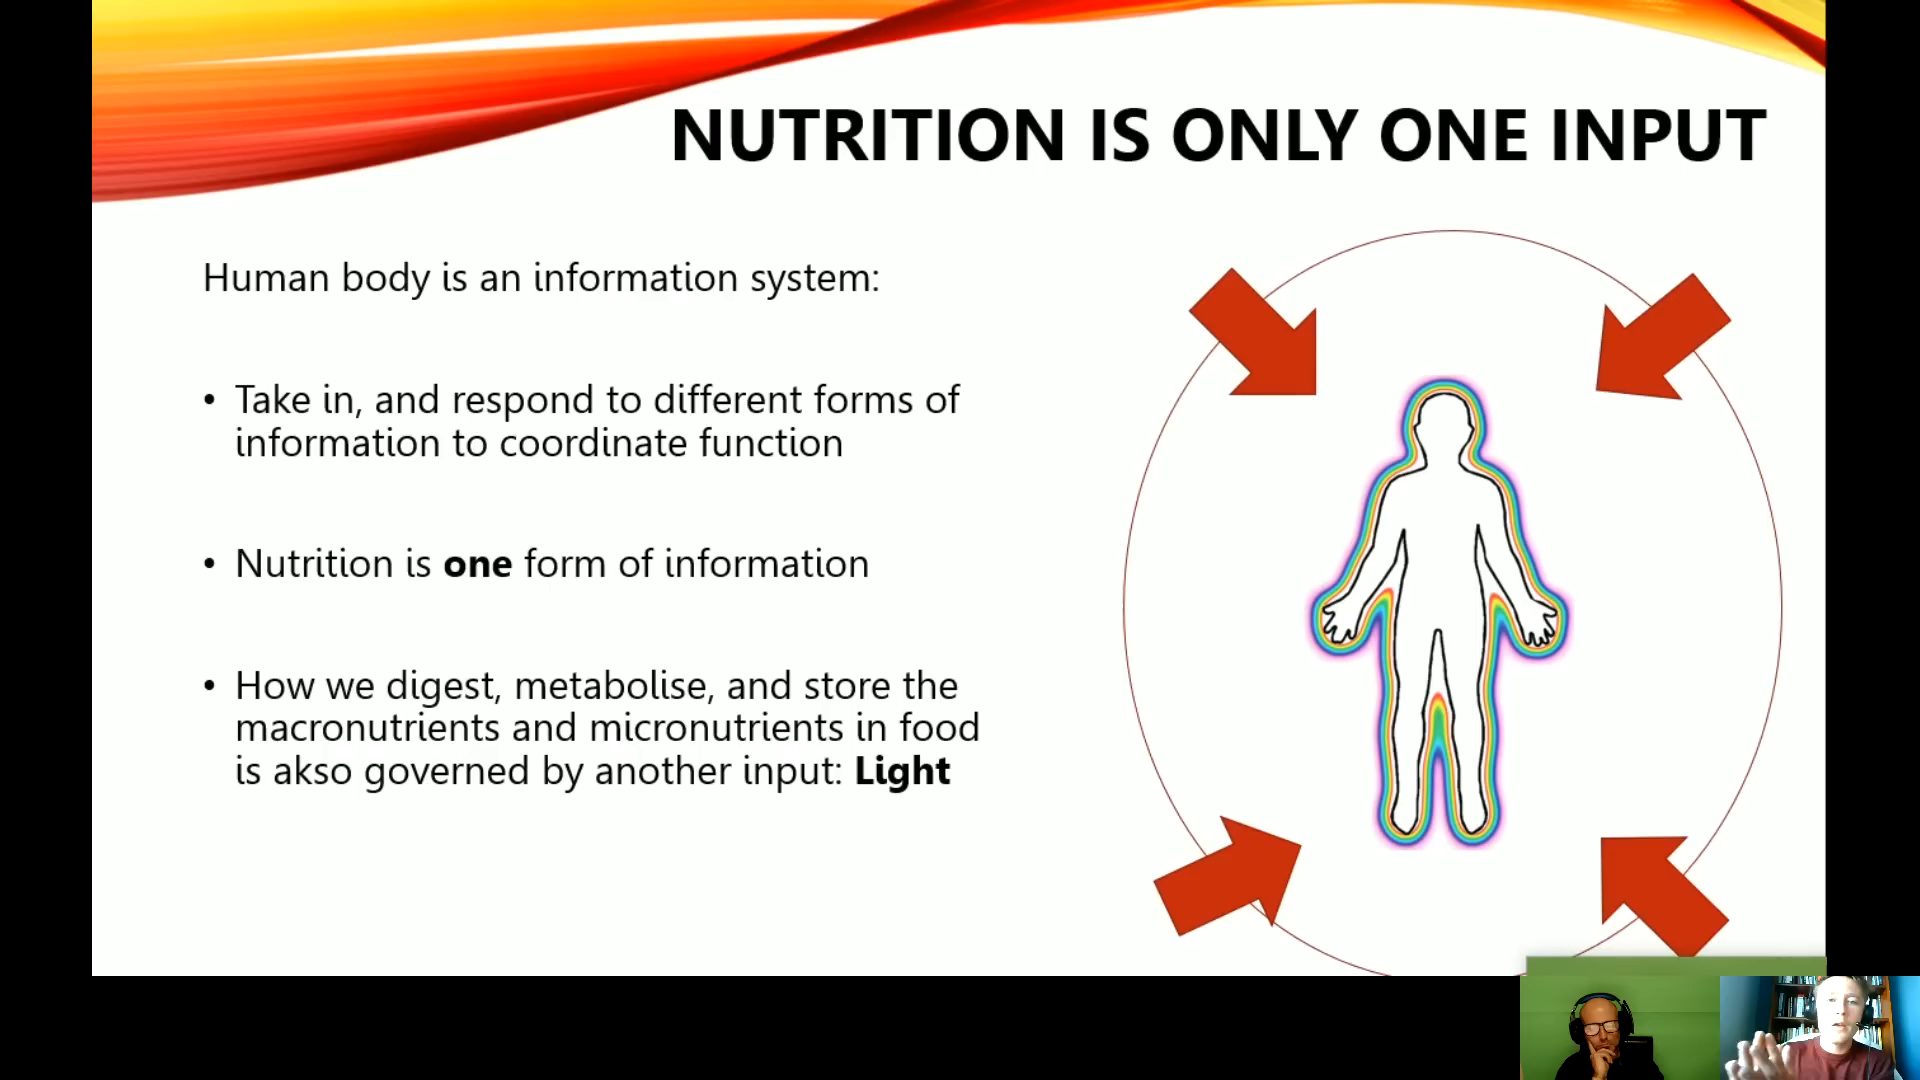 NUTRITION IS ONLY ONE INPUT
Human body is an information system:
• Take in, and respond to different forms of
information to coordinate function
• Nutrition is one form of information
• How we digest, metabolise, and store the
macronutrients and micronutrients in food
is akso governed by another input: Light